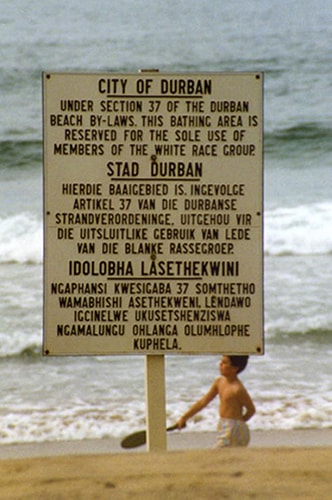 CITY OF DURBAN
UNDER SECTION 37 OF THE DURBAN
BEACH BY-LAWS. THIS BATHING AREA IS
RESERVED FOR THE SOLE USE OF
MEMBERS OF THE WHITE RACE GROUP.
STAD DURBAN
HIERDIE BAAIGEBIED IS. INGEVOLGE
ARTIKEL 37 VAN DIE DURBANSE
STRANDVERORDENINGE, UITGEHOU VIR
DIE UITSLUITLIKE GEBRUIK VAN LEDE
VAN DIE BLANKE RASSEGROEP.
IDOLOBHA LASETHEKWINI
NGAPHANSI KWESIGABA 37 SOMTHETHO
WAMABHISHI ASETHEKWENI, LENDAWO
IGCINELWE UKUSETSHENZISWA
NGAMALUNGU OHLANGA OLUMHLOPHE
KUPHELA.